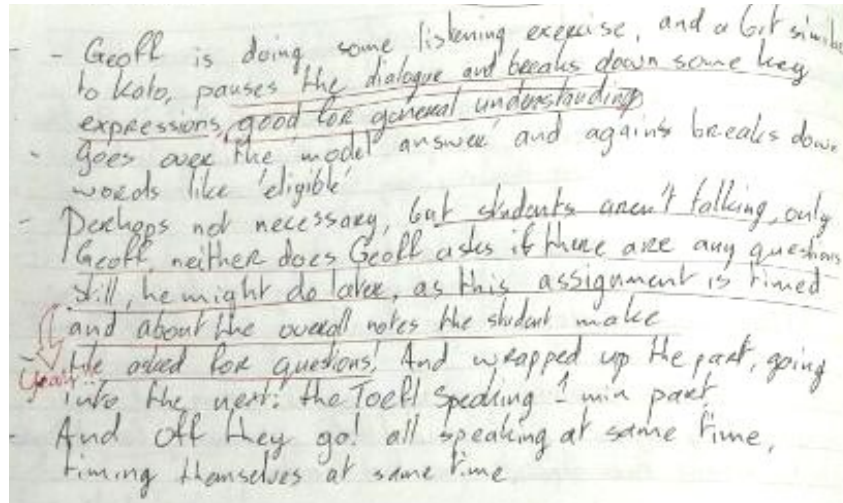 - Geoff is doing some listening exercise, and a bit similar
to Kato, pauses the dialogue and breaks down some key
expressions, good for general understanding
- Goes over the 'model answer' and again's breaks down
words like 'eligible'
- Perhaps not necessary, but students aren't talking, only
Geoff, neither does Geoff asks if there are any questions
still, he might do later, as this assignment is timed
and about the overall notes the student make
- He asked for questions! And wrapped up the part, going
into the next: the Toefl Speaking 1 min part
- And off they go! all speaking at same time,
timing themselves at same time